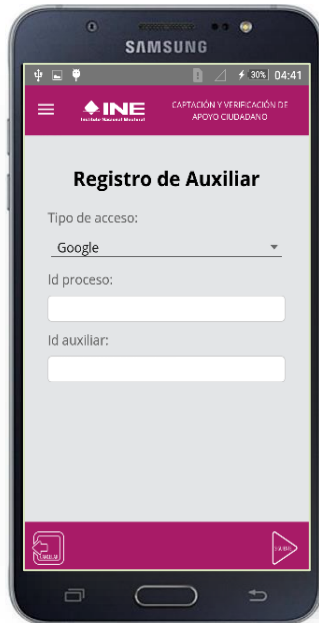 SAMSUNG
30% 04:41
INE
Instituto Nacional Electoral
CAPTACIÓN Y VERIFICACIÓN DE
APOYO CIUDADANO
Registro de Auxiliar
Tipo de acceso:
Google
Id proceso:
Id auxiliar: